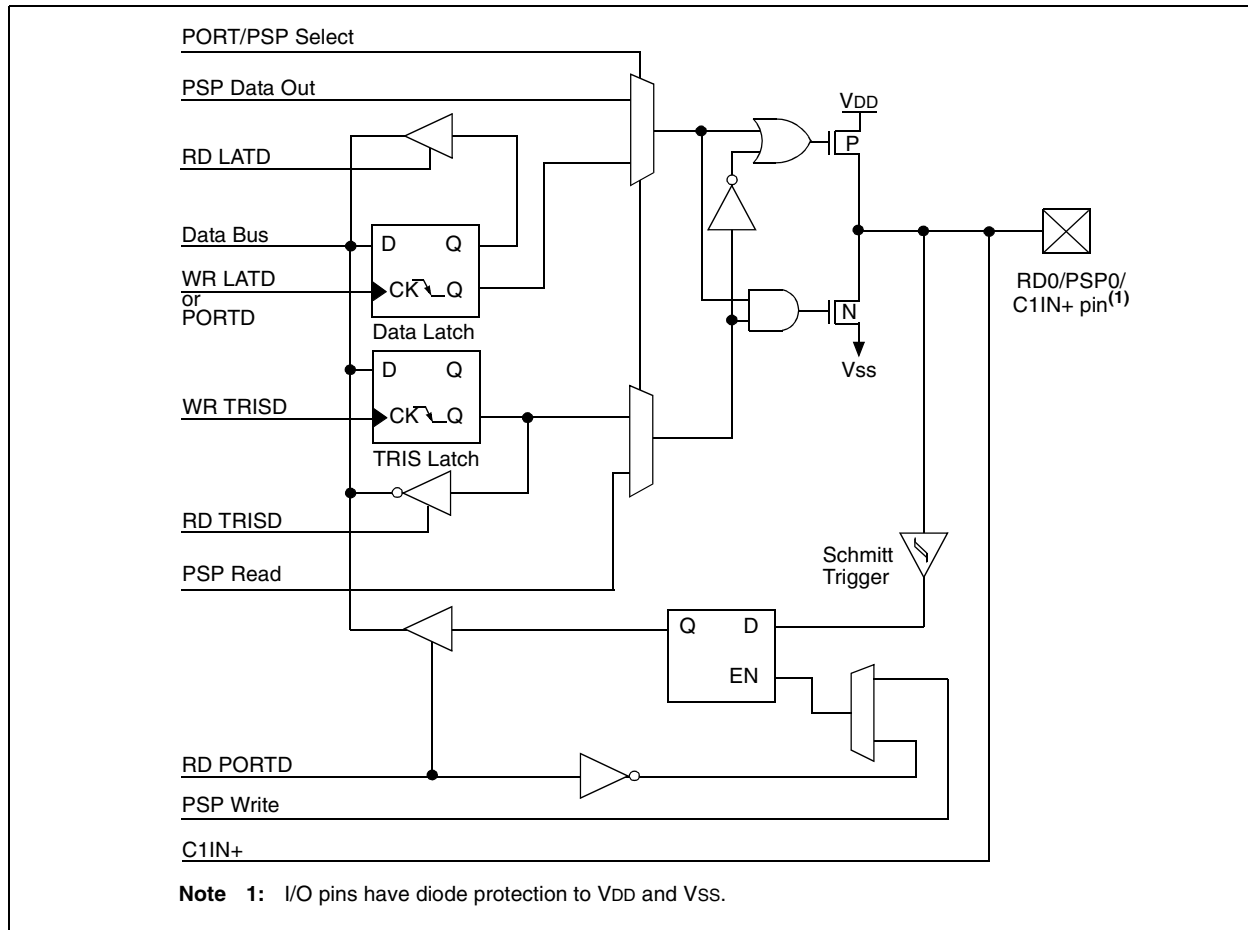 PORT/PSP Select
PSP Data Out
VDD
P
RD LATD
Data Bus
D Q
WR LATD
or
PORTD
CK Q
Data Latch
N
Vss
RD0/PSP0/
C1IN+ pin(1)
D Q
WR TRISD
CK Q
TRIS Latch
RD TRISD
PSP Read
Schmitt
Trigger
Q D
EN
RD PORTD
PSP Write
C1IN+
Note 1: I/O pins have diode protection to VDD and VSS.